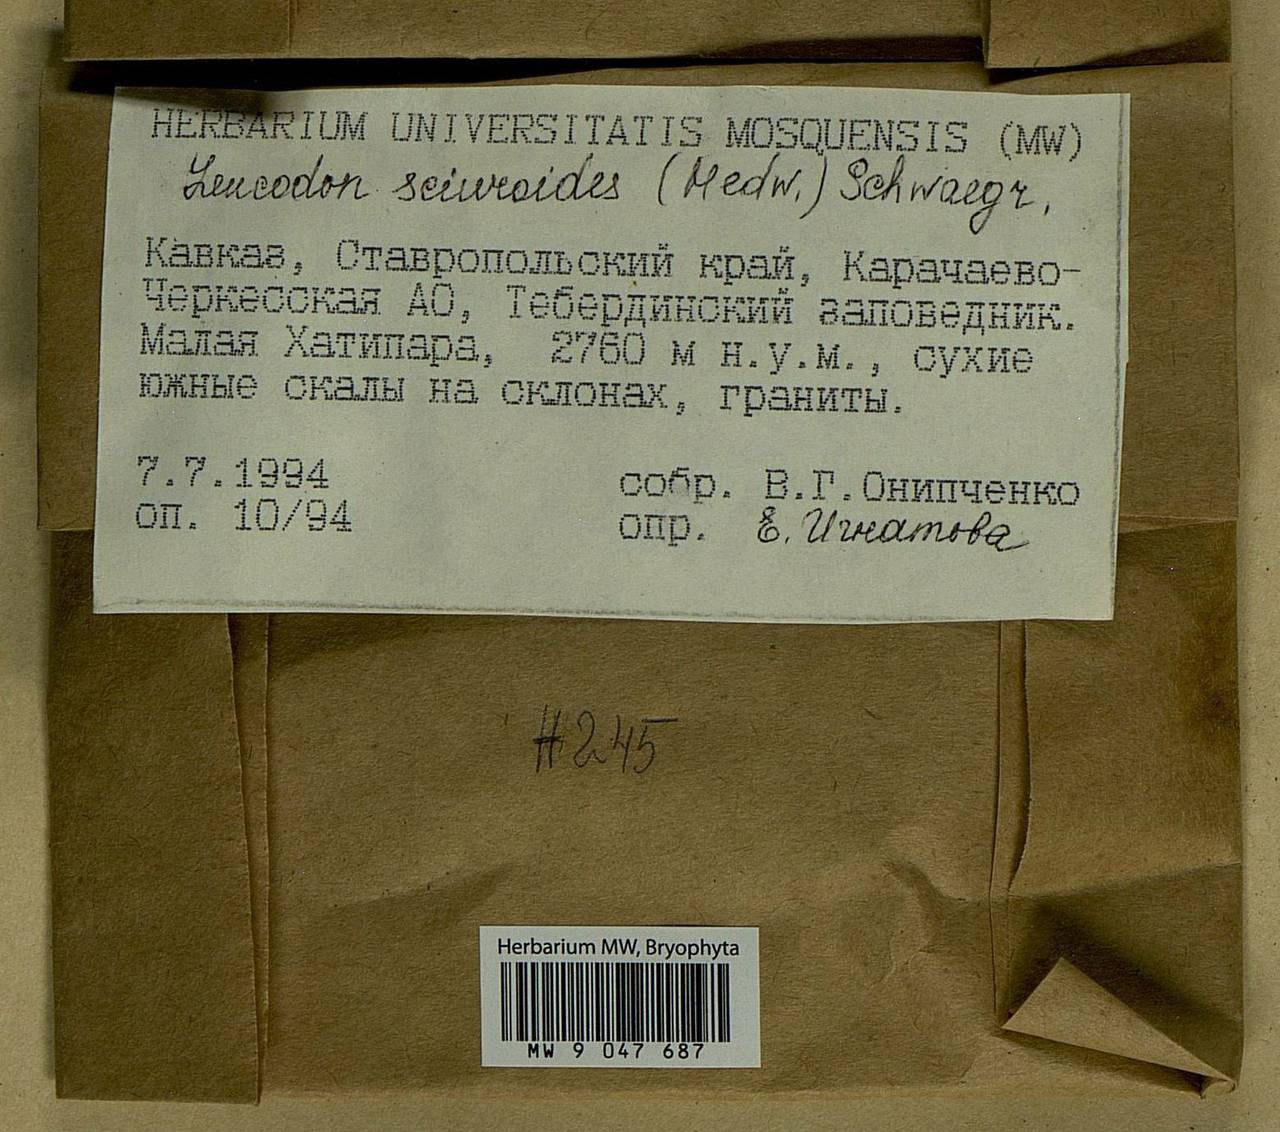 HERBARIUM UNIVERSITATIS MOSQUENSIS (MW)
Leucodon sciuroides (Hedw.) Schwaegr.
Кавказ, Ставропольский край, Карачаево-
Черкесская АО, Тебердинский заповедник.
Малая Хатипара, 2760 м н.у.м., сухие
южные скалы на склонах, граниты.
7.7.1994
оп. 10/94
собр. В.Г.Онипченко
опр. Е. Игнатова
#245
Herbarium MW, Bryophyta
MW 9 047 687